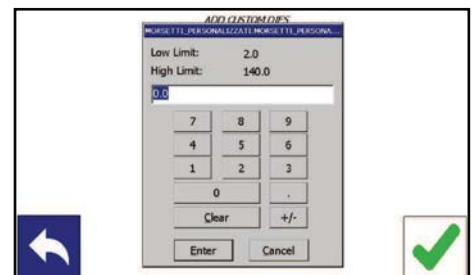 ADD CUSTOM DIES
MORSETTI_PERSONALIZZATI.MORSETTI_PERSONA...
Low Limit: 2.0
High Limit: 140.0
0.0
7 8 9
4 5 6
1 2 3
0 .
Clear +/-
Enter Cancel